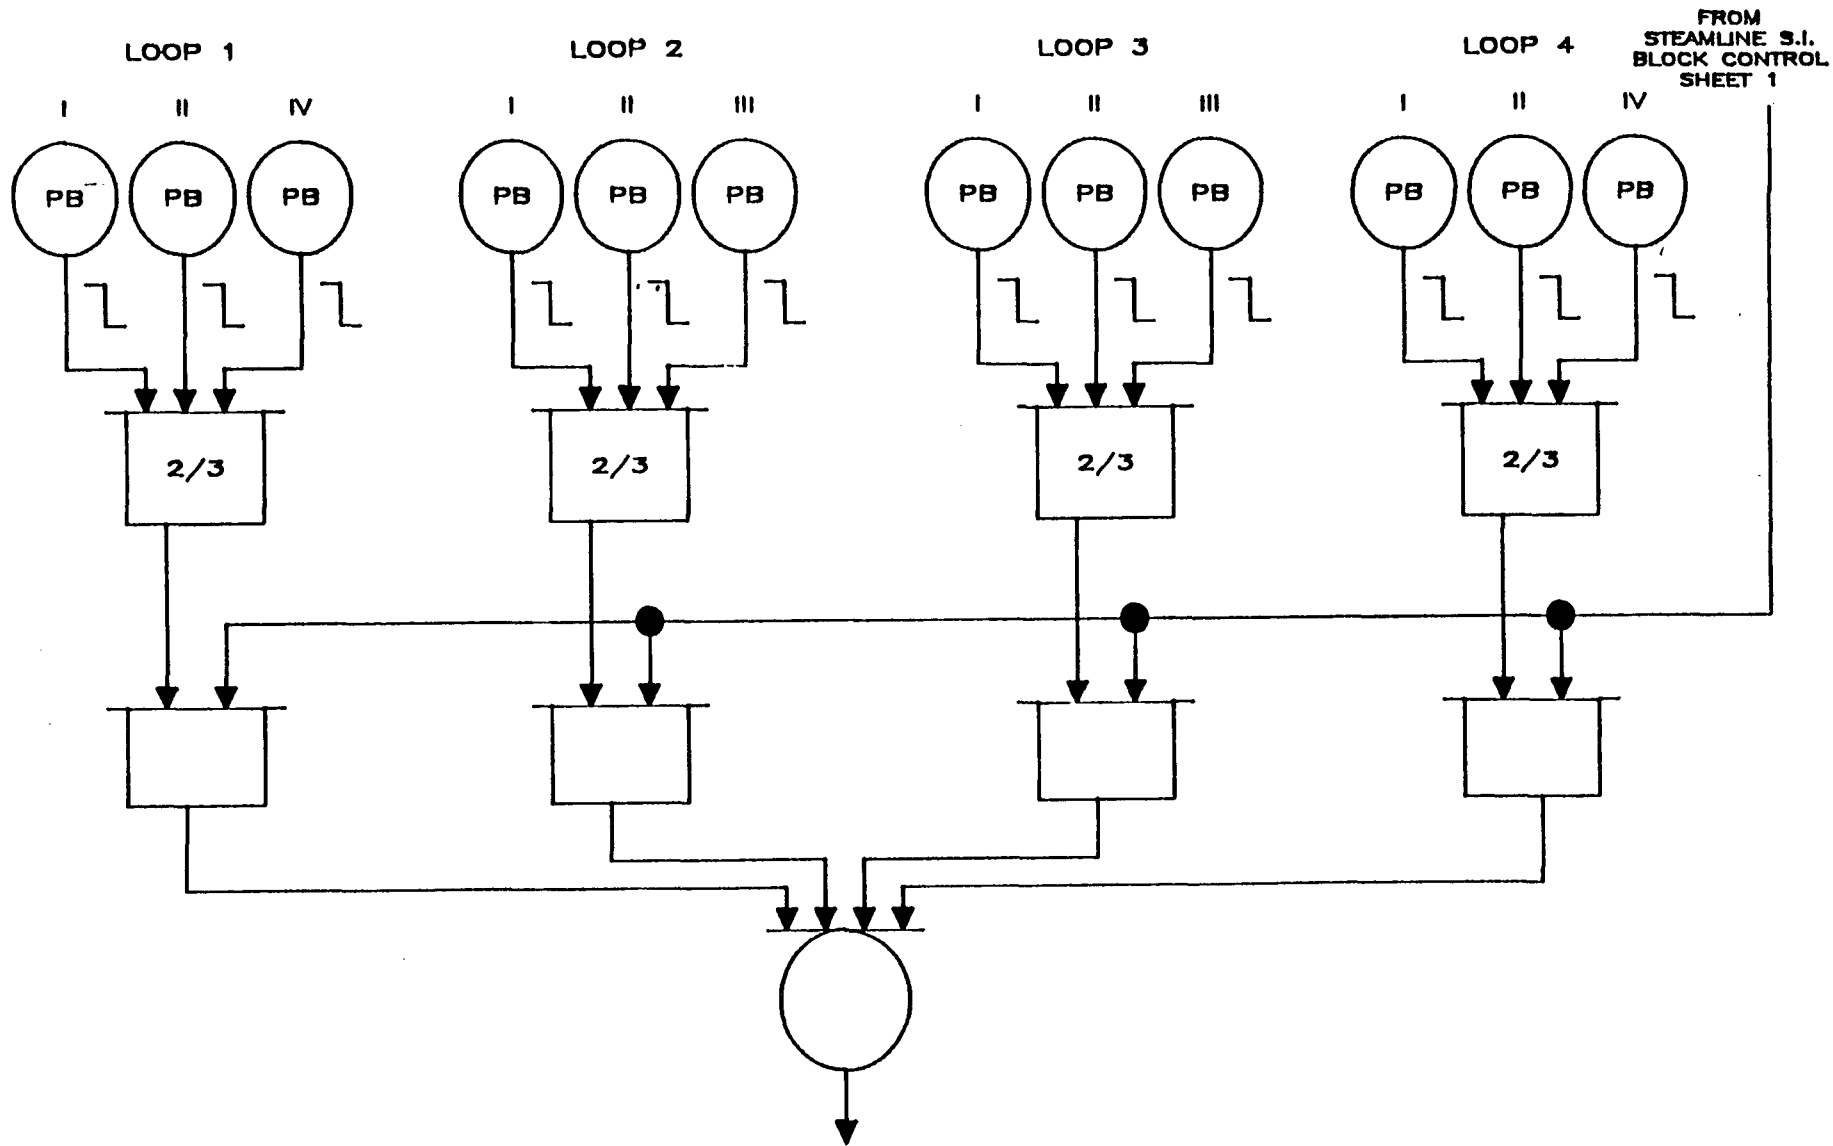 FROM
STEAMLINE S.I.
BLOCK CONTROL
SHEET 1
LOOP 1 LOOP 2 LOOP 3 LOOP 4
I II IV I II III I II III I II IV
PB PB PB PB PB PB PB PB PB PB PB PB
2/3 2/3 2/3 2/3